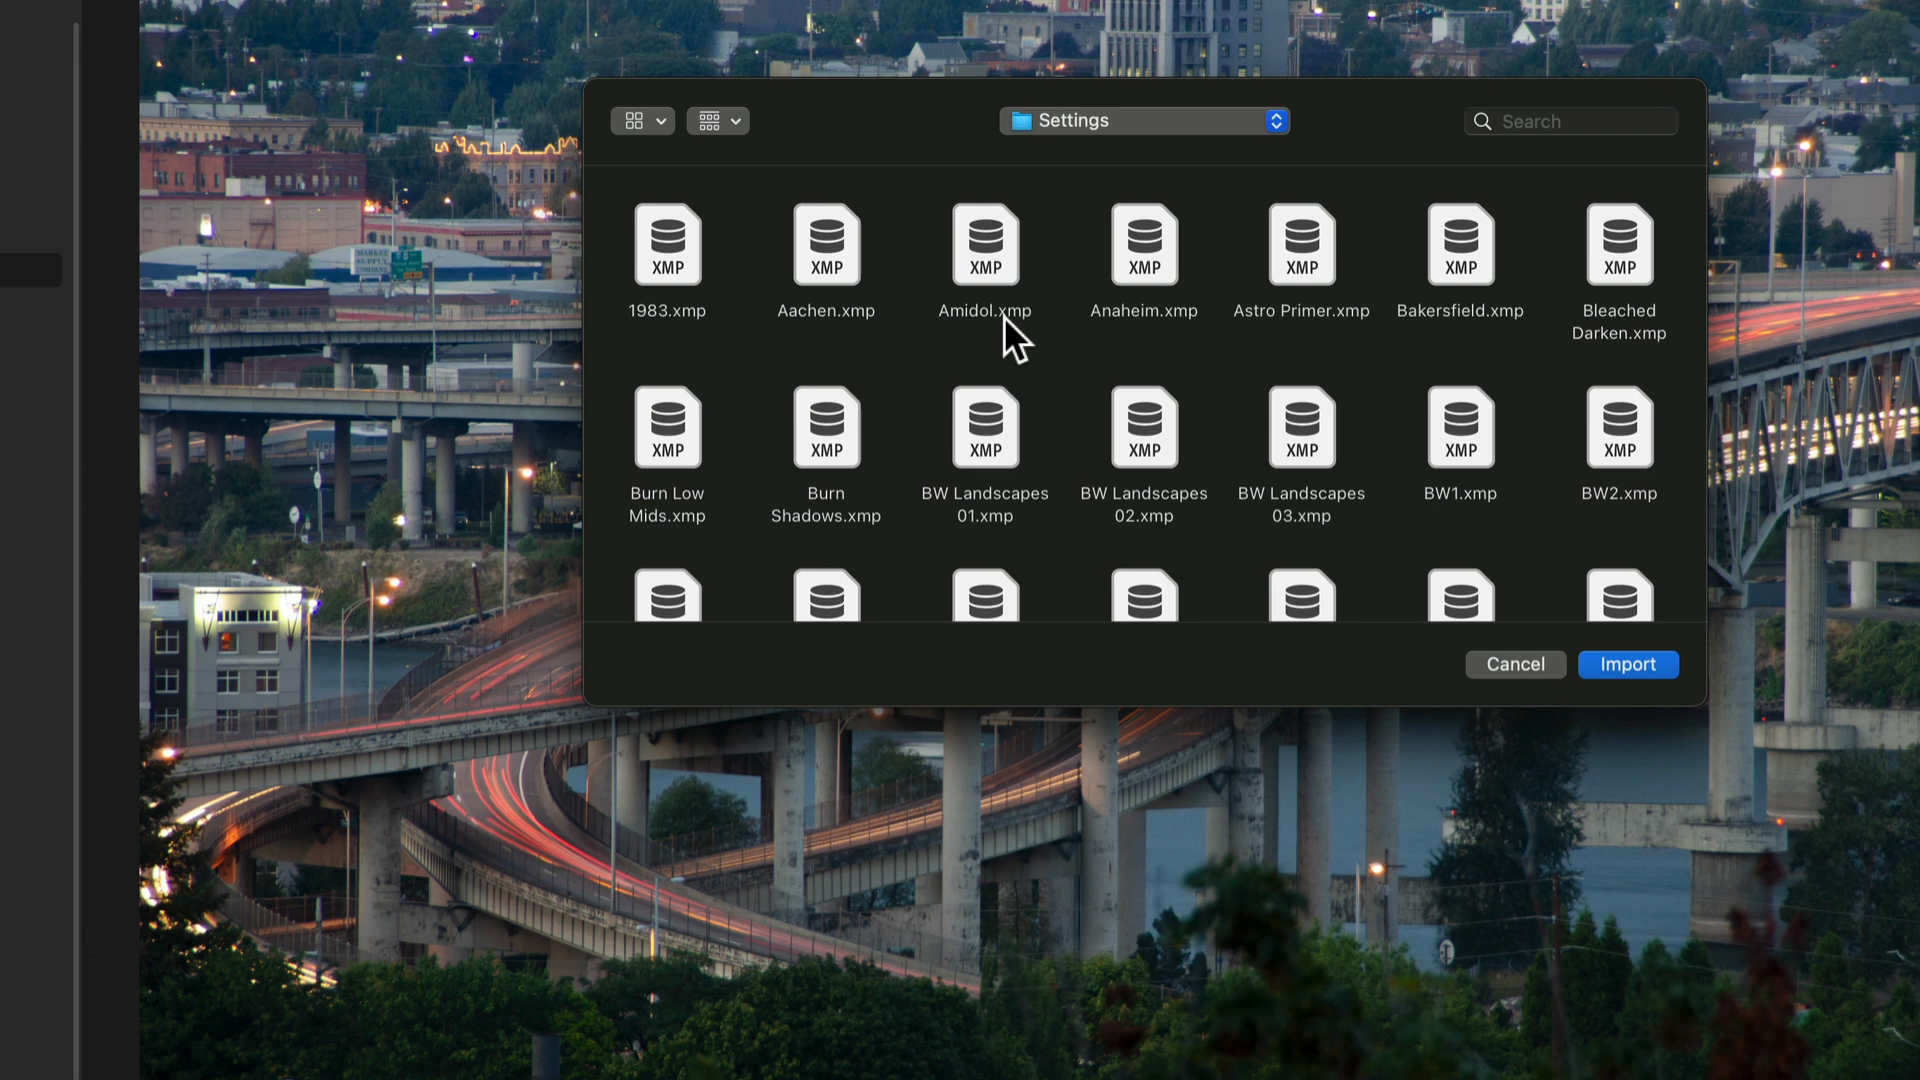 Settings
Search
XMP
XMP
XMP
XMP
XMP
XMP
XMP
1983.xmp
Aachen.xmp
Amidol.xmp
Anaheim.xmp
Astro Primer.xmp
Bakersfield.xmp
Bleached
Darken.xmp
XMP
XMP
XMP
XMP
XMP
XMP
XMP
Burn Low
Mids.xmp
Burn
Shadows.xmp
BW Landscapes
01.xmp
BW Landscapes
02.xmp
BW Landscapes
03.xmp
BW1.xmp
BW2.xmp
Cancel
Import
MARKET
SUPPLY
COMPANY